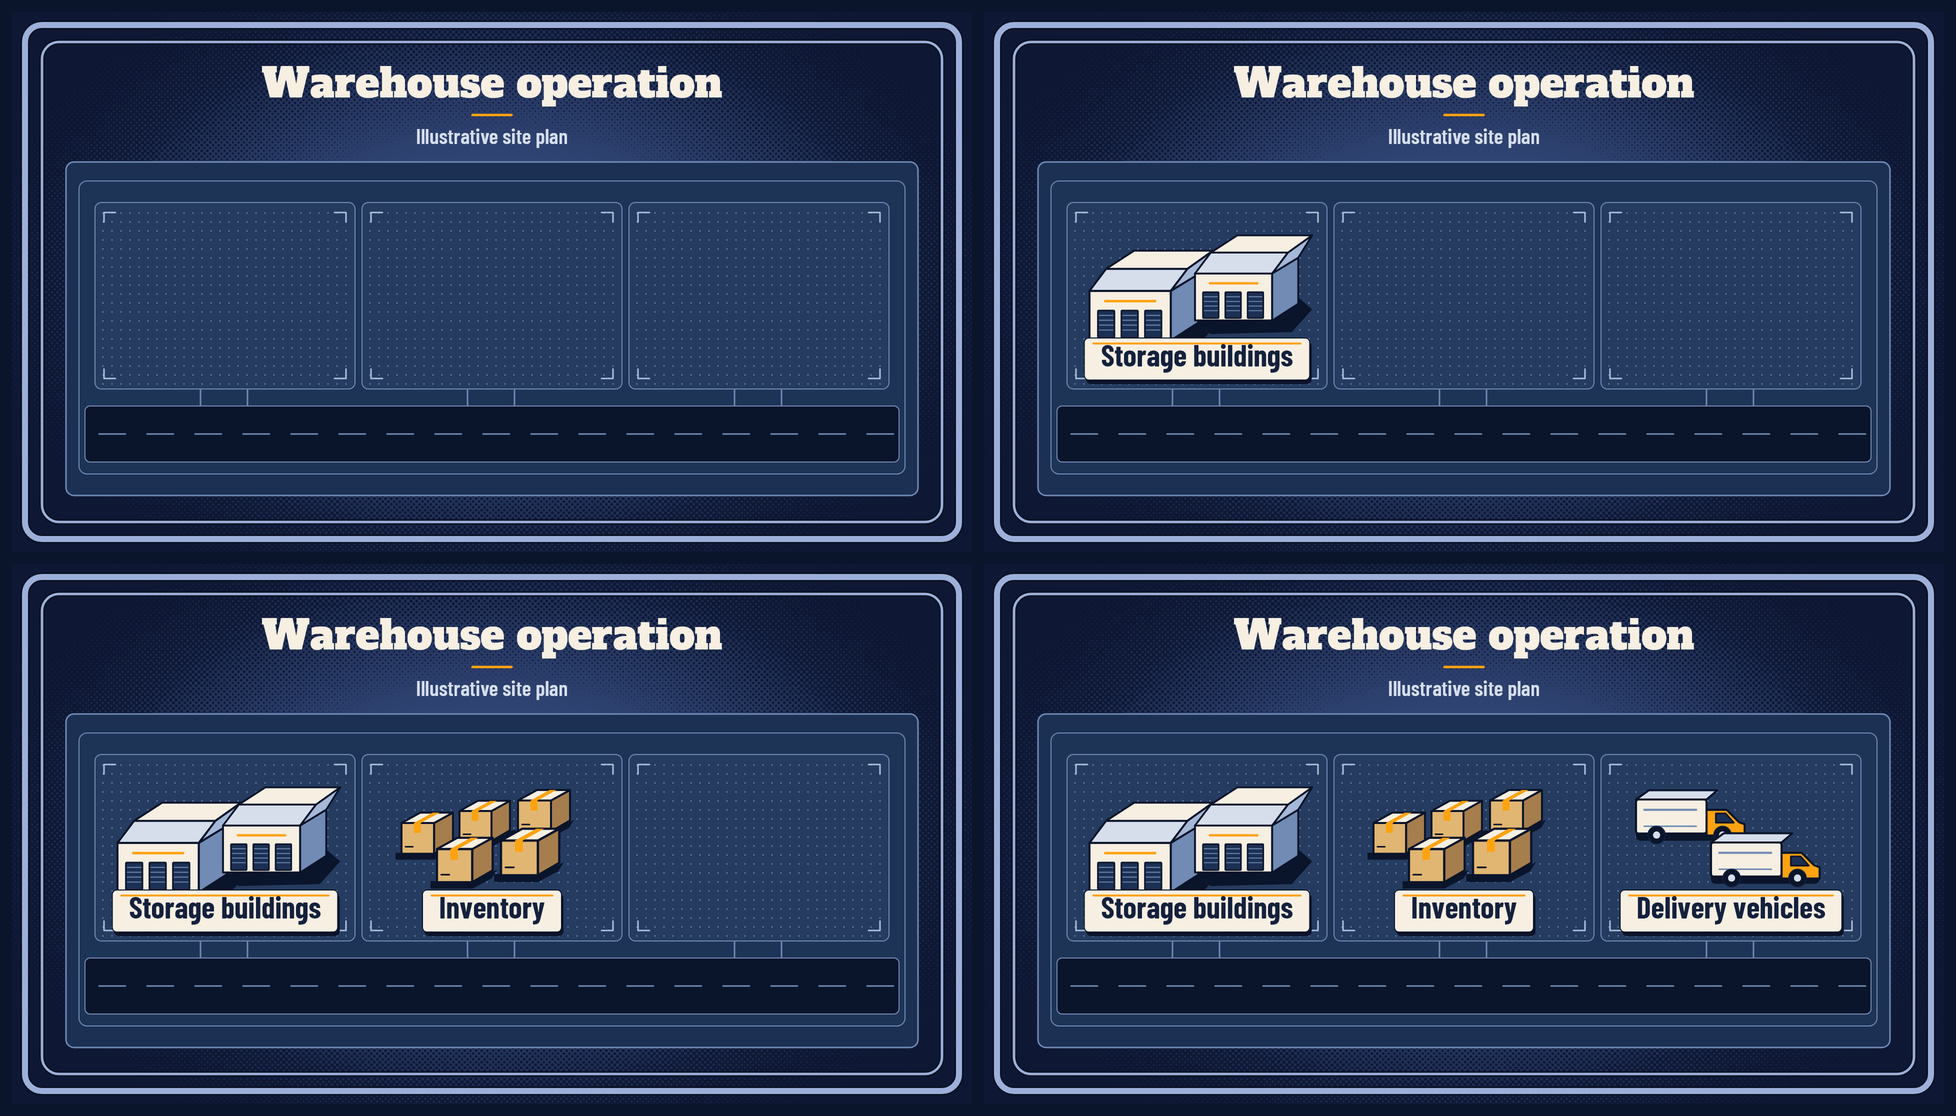 Warehouse operation
Illustrative site plan
Warehouse operation
Illustrative site plan
Storage buildings
Warehouse operation
Illustrative site plan
Storage buildings
Inventory
Warehouse operation
Illustrative site plan
Storage buildings
Inventory
Delivery vehicles